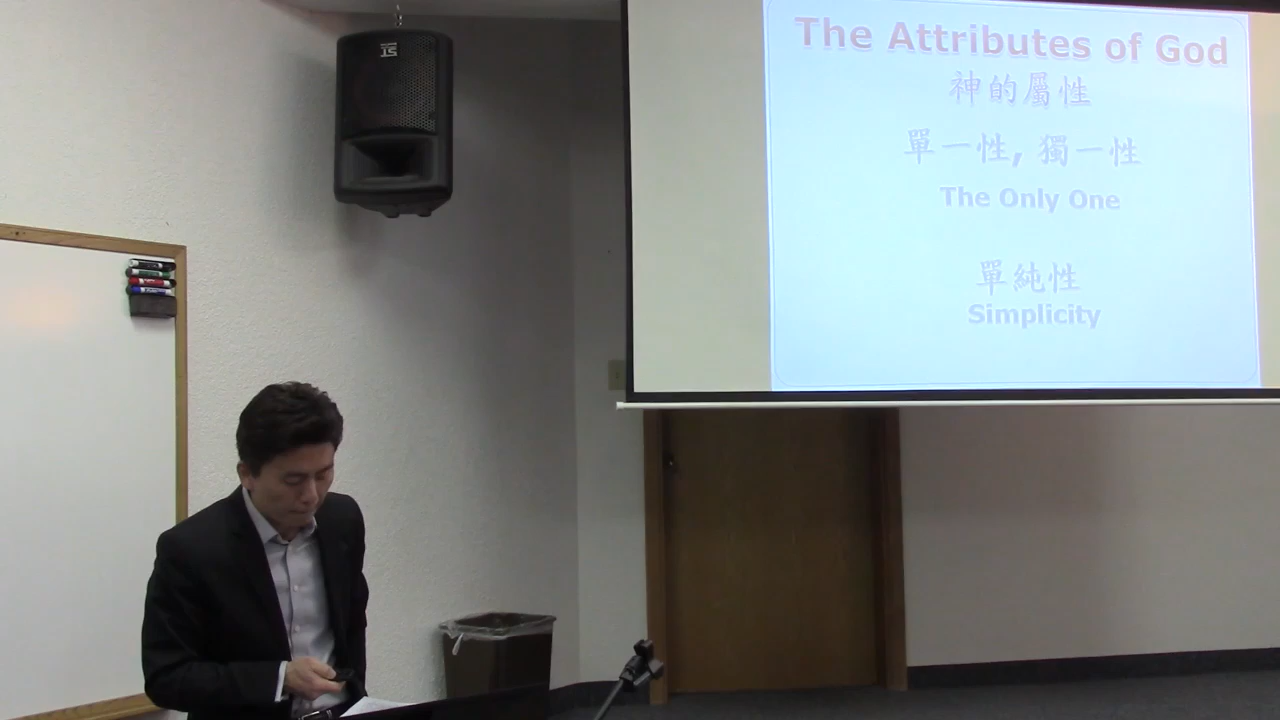 The Attributes of God
神的屬性
單一性, 獨一性
The Only One
單純性
Simplicity